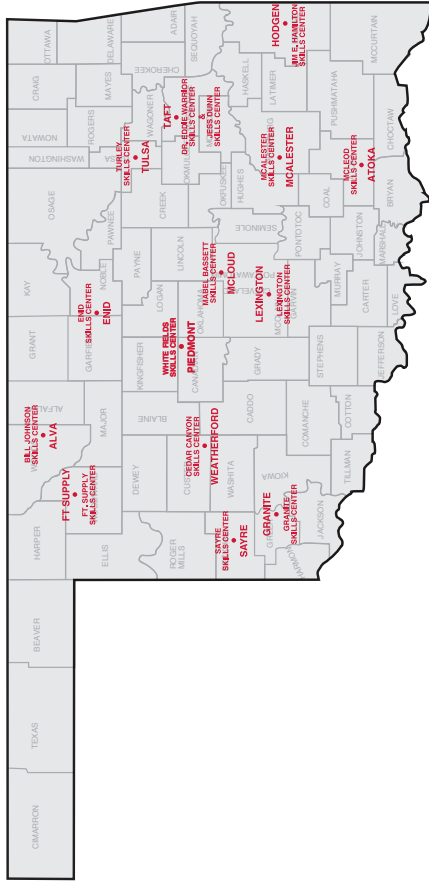 CIMARRON
TEXAS
BEAVER
HARPER
GRANT
KAY
OSAGE
NOWATA
CRAIG
OTTAWA
WASHINGTON
ROGERS
MAYES
DELAWARE
BILL JOHNSON
SKILLS CENTER
ALVA
FT SUPPLY
FT. SUPPLY
SKILLS CENTER
ELLIS
MAJOR
ENID
SKILLS CENTER
ENID
NOBLE
PAWNEE
TURLEY
SKILLS CENTER
TULSA
WAGONER
CHEROKEE
ADAIR
DEWEY
BLAINE
KINGFISHER
LOGAN
PAYNE
CREEK
TAFT
DR. EDDIE WARRIOR
SKILLS CENTER
&
JESS DUNN
SKILLS CENTER
SEQUOYAH
ROGER
MILLS
CEDAR CANYON
SKILLS CENTER
WEATHERFORD
WHITE FIELDS
SKILLS CENTER
PIEDMONT
OKLAHOMA
LINCOLN
OKFUSKEE
MABEL BASSETT
SKILLS CENTER
MCLOUD
SAYRE
SKILLS CENTER
SAYRE
WASHITA
CADDO
GRADY
SEMINOLE
HUGHES
HASKELL
LATIMER
MCALESTER
SKILLS CENTER
MCALESTER
HODGEN
JIM E. HAMILTON
SKILLS CENTER
GRANITE
GRANITE
SKILLS CENTER
KIOWA
LEXINGTON
LEXINGTON
SKILLS CENTER
GARVIN
PONTOTOC
COAL
PUSHMATAHA
MCCURTAIN
HARMON
JACKSON
COMANCHE
STEPHENS
MURRAY
JOHNSTON
MCLEOD
SKILLS CENTER
ATOKA
TILLMAN
COTTON
JEFFERSON
CARTER
LOVE
MARSHALL
BRYAN
CHOCTAW